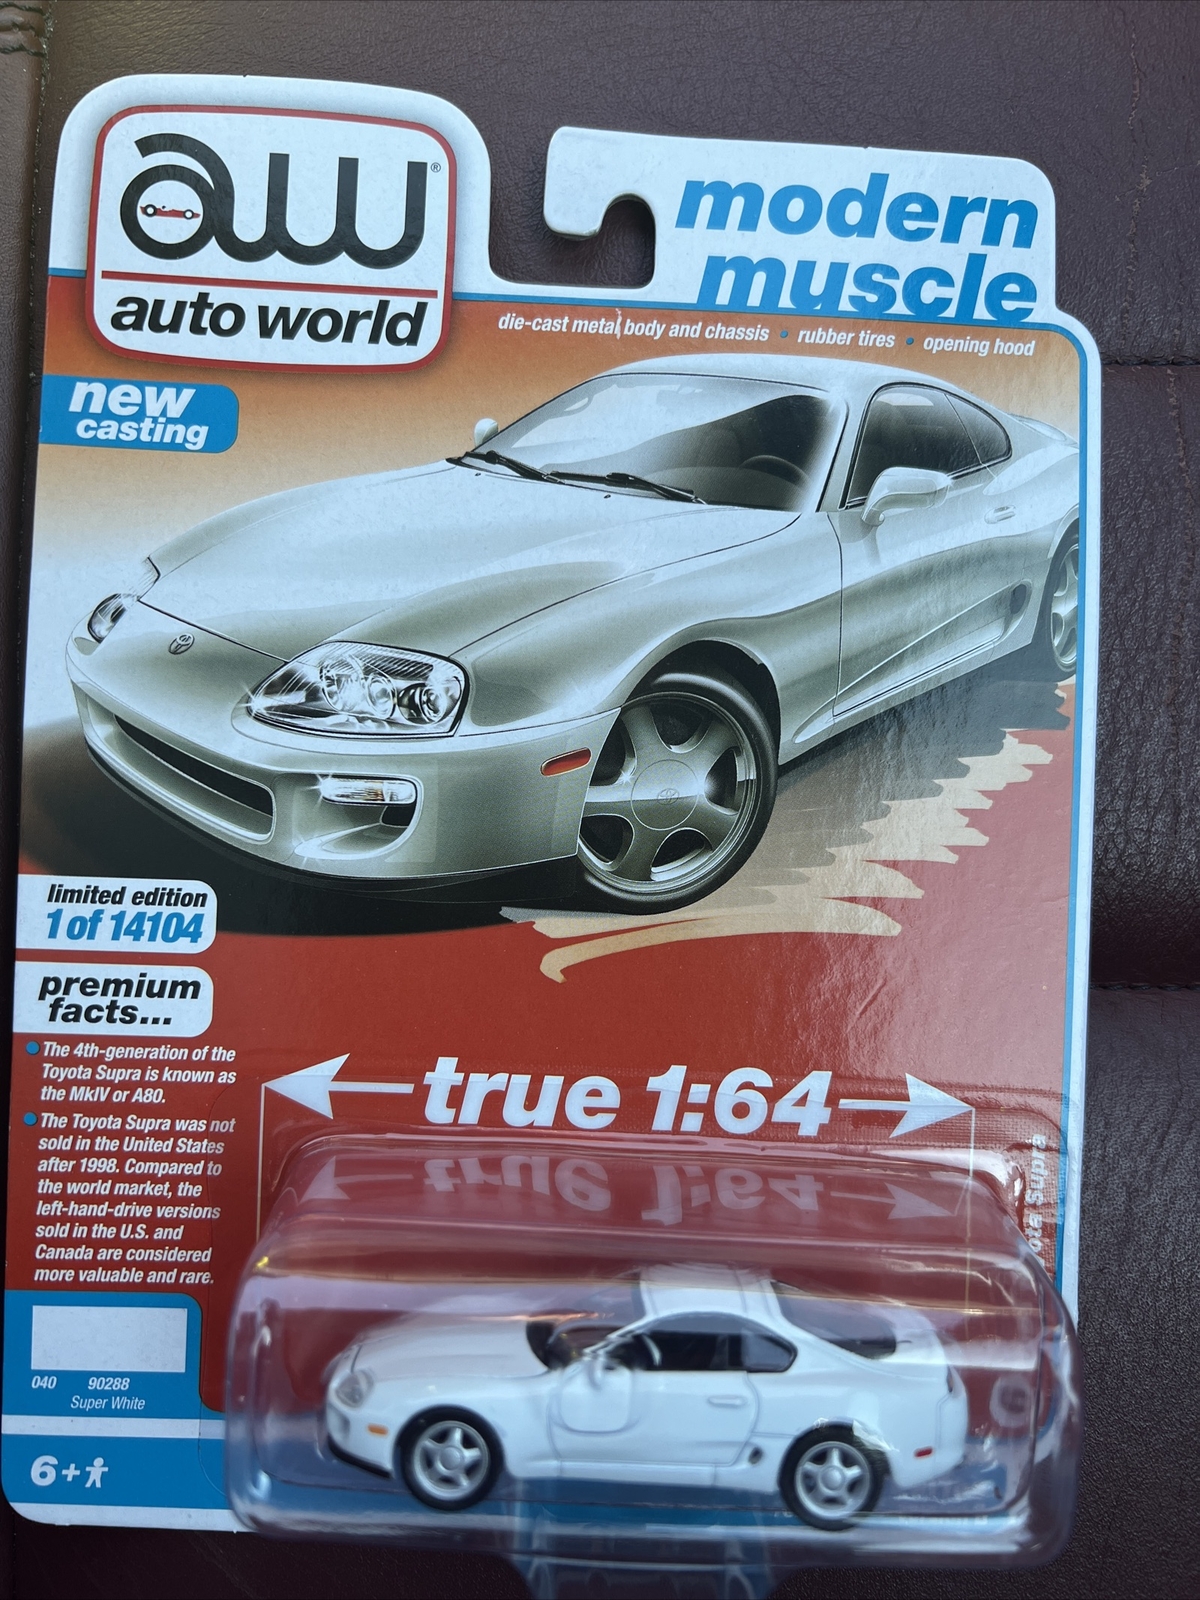 aw®
auto world
modern
muscle
die-cast metal body and chassis • rubber tires • opening hood
new
casting
limited edition
1 of 14104
premium
facts...
• The 4th-generation of the
Toyota Supra is known as
the MkIV or A80.
• The Toyota Supra was not
sold in the United States
after 1998. Compared to
the world market, the
left-hand-drive versions
sold in the U.S. and
Canada are considered
more valuable and rare.
true 1:64
Supra
040 90288
Super White
6+